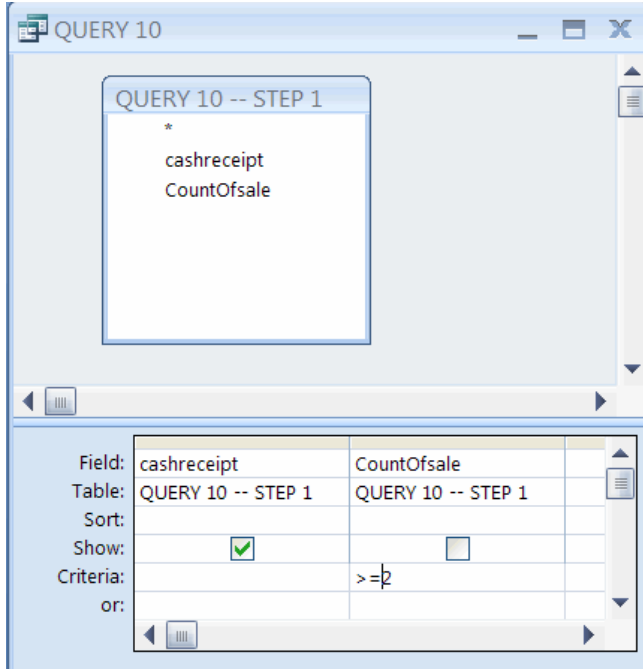 QUERY 10
QUERY 10 -- STEP 1
*
cashreceipt
CountOfsale
Field: cashreceipt CountOfsale
Table: QUERY 10 -- STEP 1 QUERY 10 -- STEP 1
Sort:
Show:
Criteria: >=2
or: